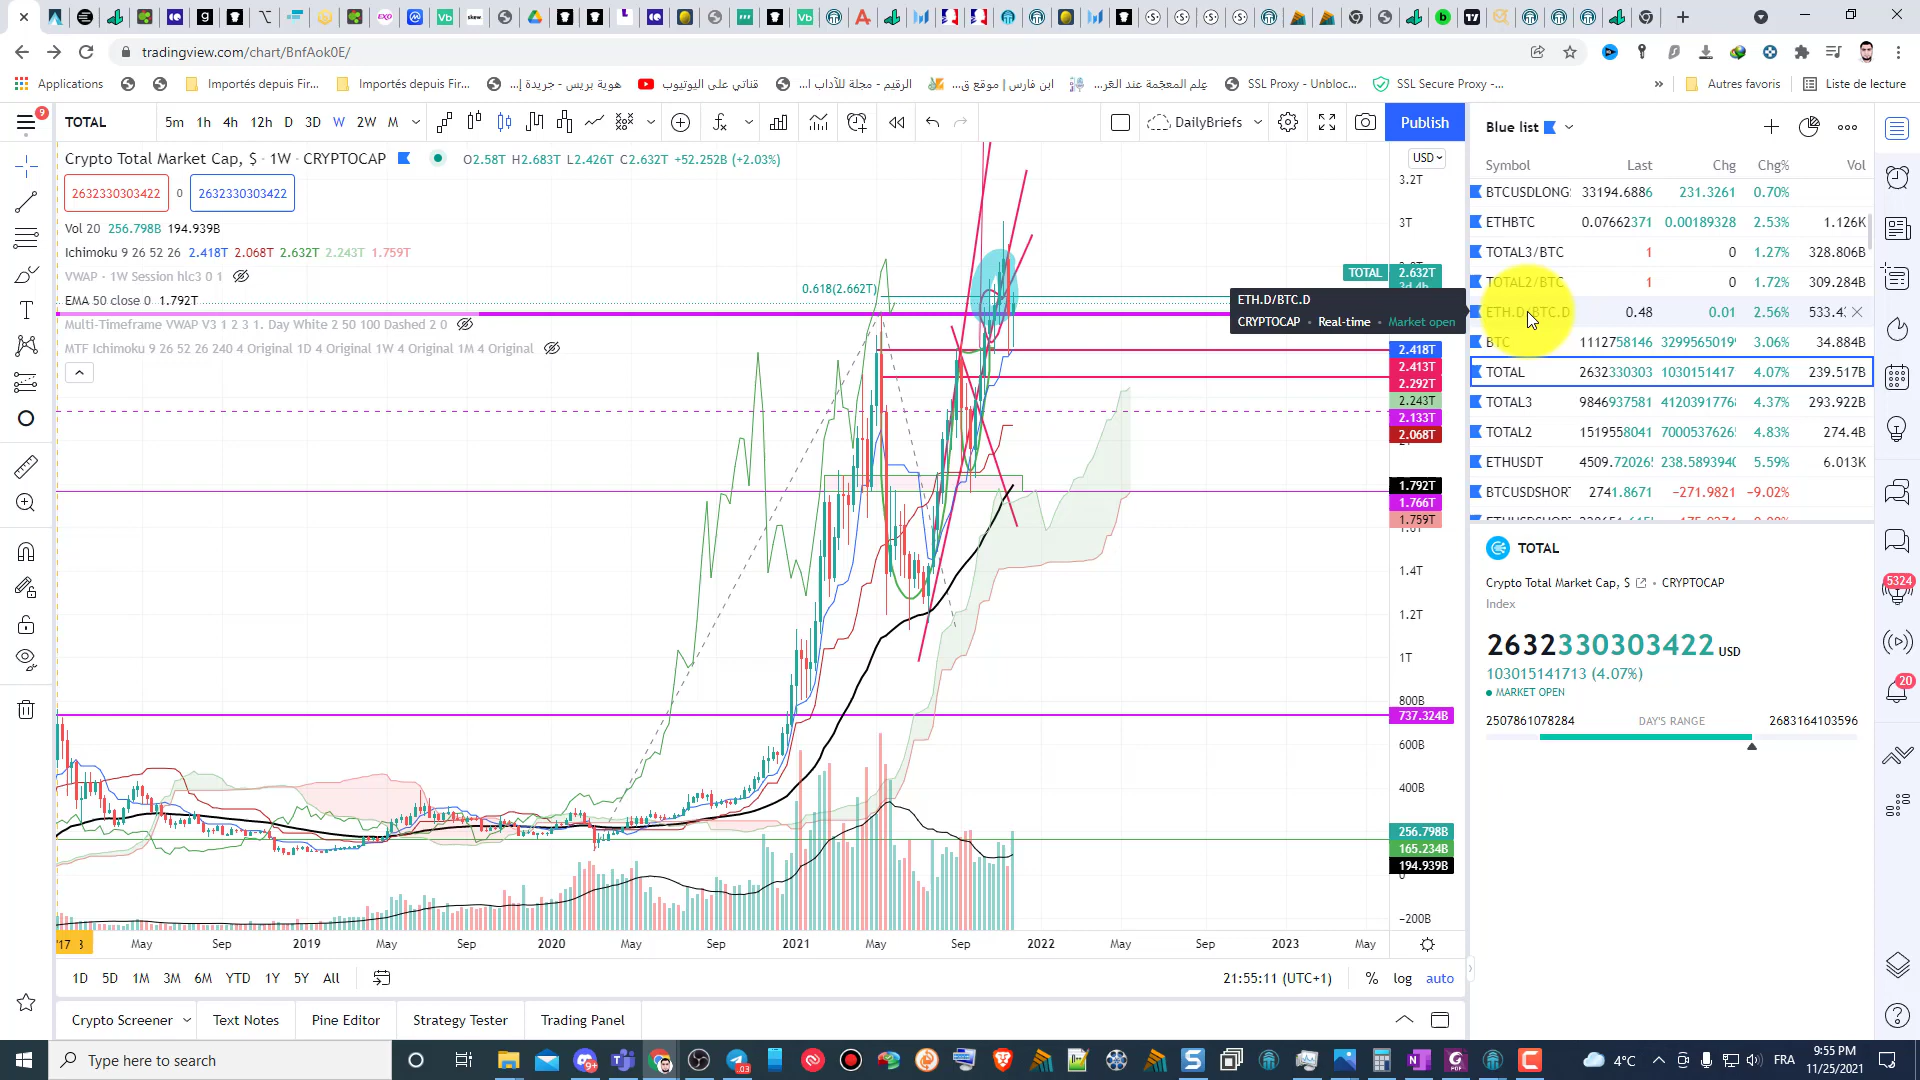 tradingview.com/chart/BnfAok0E/
Applications
Importés depuis Fir...
Importés depuis Fir...
هوية بريس - جريدة إ...
قناتي على اليوتيوب
الرقيم - مجلة للآداب ا...
ابن فارس | موقع ق...
علم المعجمة عند العَر...
SSL Proxy - Unbloc...
SSL Secure Proxy -...
»
Autres favoris
Liste de lecture
9
TOTAL
5m 1h 4h 12h D 3D W 2W M
DailyBriefs
Publish
Crypto Total Market Cap, $ · 1W · CRYPTOCAP
O2.58T H2.683T L2.426T C2.632T +52.252B (+2.03%)
2632330303422
0
2632330303422
Vol 20 256.798B 194.939B
Ichimoku 9 26 52 26 2.418T 2.068T 2.632T 2.243T 1.759T
VWAP - 1W Session hlc3 0 1
EMA 50 close 0 1.792T
Multi-Timeframe VWAP V3 1 2 3 1. Day White 2 50 100 Dashed 2 0
MTF Ichimoku 9 26 52 26 240 4 Original 1D 4 Original 1W 4 Original 1M 4 Original
0.618(2.662T)
USD
3.2T
3T
TOTAL 2.632T
2.418T
2.413T
2.292T
2.243T
2.133T
2.068T
1.792T
1.766T
1.759T
1.4T
1.2T
1T
800B
737.324B
600B
400B
256.798B
165.234B
194.939B
−200B
'17
May
Sep
2019
May
Sep
2020
May
Sep
2021
May
Sep
2022
May
Sep
2023
May
1D 5D 1M 3M 6M YTD 1Y 5Y All
21:55:11 (UTC+1)
%
log
auto
Crypto Screener
Text Notes
Pine Editor
Strategy Tester
Trading Panel
ETH.D/BTC.D
CRYPTOCAP • Real-time • Market open
Blue list
Symbol Last Chg Chg% Vol
BTCUSDLONG: 33194.6886 231.3261 0.70%
ETHBTC 0.07662371 0.00189328 2.53% 1.126K
TOTAL3/BTC 1 0 1.27% 328.806B
TOTAL2/BTC 1 0 1.72% 309.284B
ETH.D/BTC.D 0.48 0.01 2.56% 533.4
BTC 1112758146 3299565019 3.06% 34.884B
TOTAL 2632330303 1030151417 4.07% 239.517B
TOTAL3 9846937581 4120391776 4.37% 293.922B
TOTAL2 1519558041 7000537626 4.83% 274.4B
ETHUSDT 4509.72026 238.5893940 5.59% 6.013K
BTCUSDSHORT 2741.8671 −271.9821 −9.02%
TOTAL
Crypto Total Market Cap, $ • CRYPTOCAP
Index
2632330303422 USD
103015141713 (4.07%)
MARKET OPEN
2507861078284
DAY'S RANGE
2683164103596
5324
20
Type here to search
4°C
FRA
9:55 PM
11/25/2021